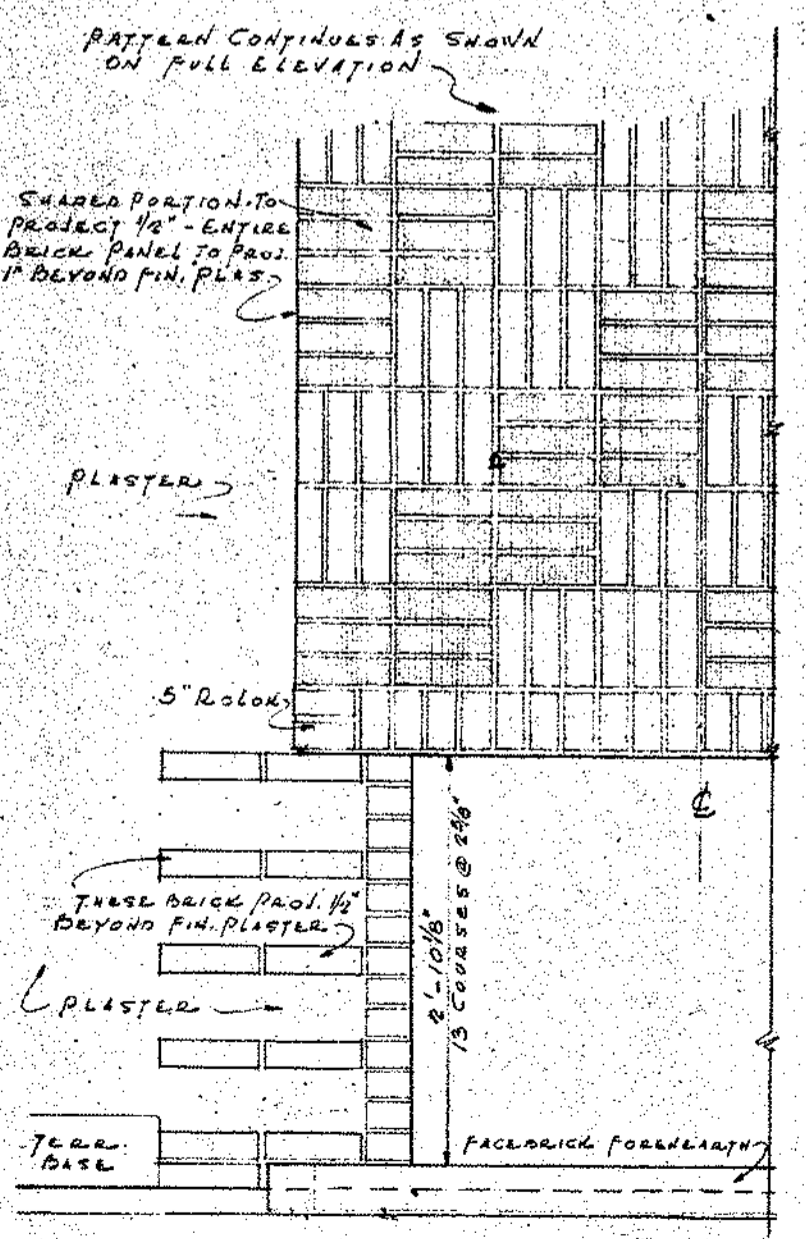 PATTERN CONTINUES AS SHOWN
ON FULL ELEVATION
SHADED PORTION TO
PROJECT 1/2" - ENTIRE
BRICK PANEL TO PROJ.
1" BEYOND FIN. PLAS.
PLASTER
5" ROLOK
THESE BRICK PROJ. 1/2"
BEYOND FIN. PLASTER
2'-10 1/8"
13 COURSES @ 2 5/8"
℄
PLASTER
TERR.
BASE
FACEBRICK FOREHEARTH